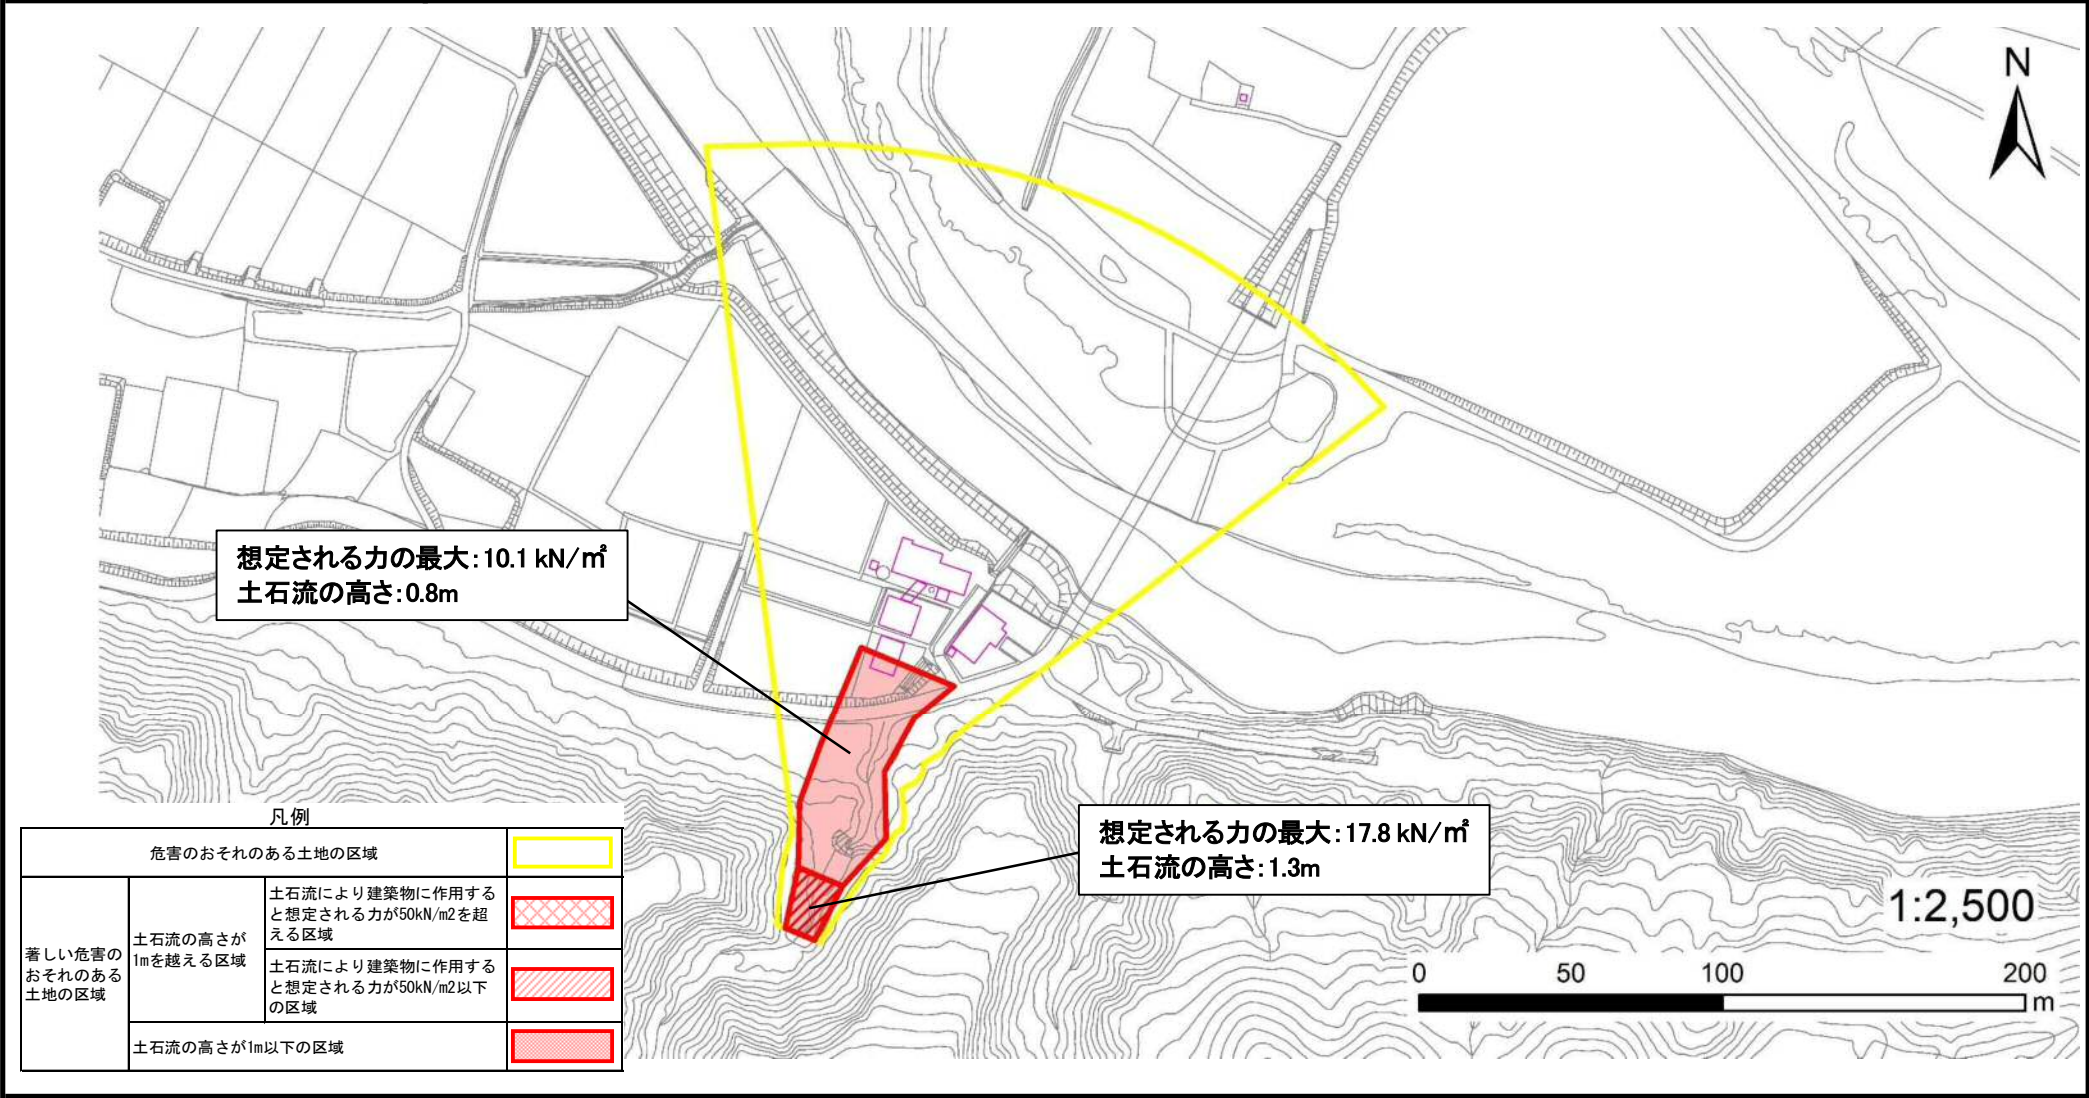 N
想定される力の最大:10.1 kN/㎡
土石流の高さ:0.8m
想定される力の最大:17.8 kN/㎡
土石流の高さ:1.3m
1:2,500
0 50 100 200
m
凡例
危害のおそれのある土地の区域
著しい危害の
おそれのある
土地の区域
土石流の高さが
1mを越える区域
土石流により建築物に作用する
と想定される力が50kN/m2を超
える区域
土石流により建築物に作用する
と想定される力が50kN/m2以下
の区域
土石流の高さが1m以下の区域